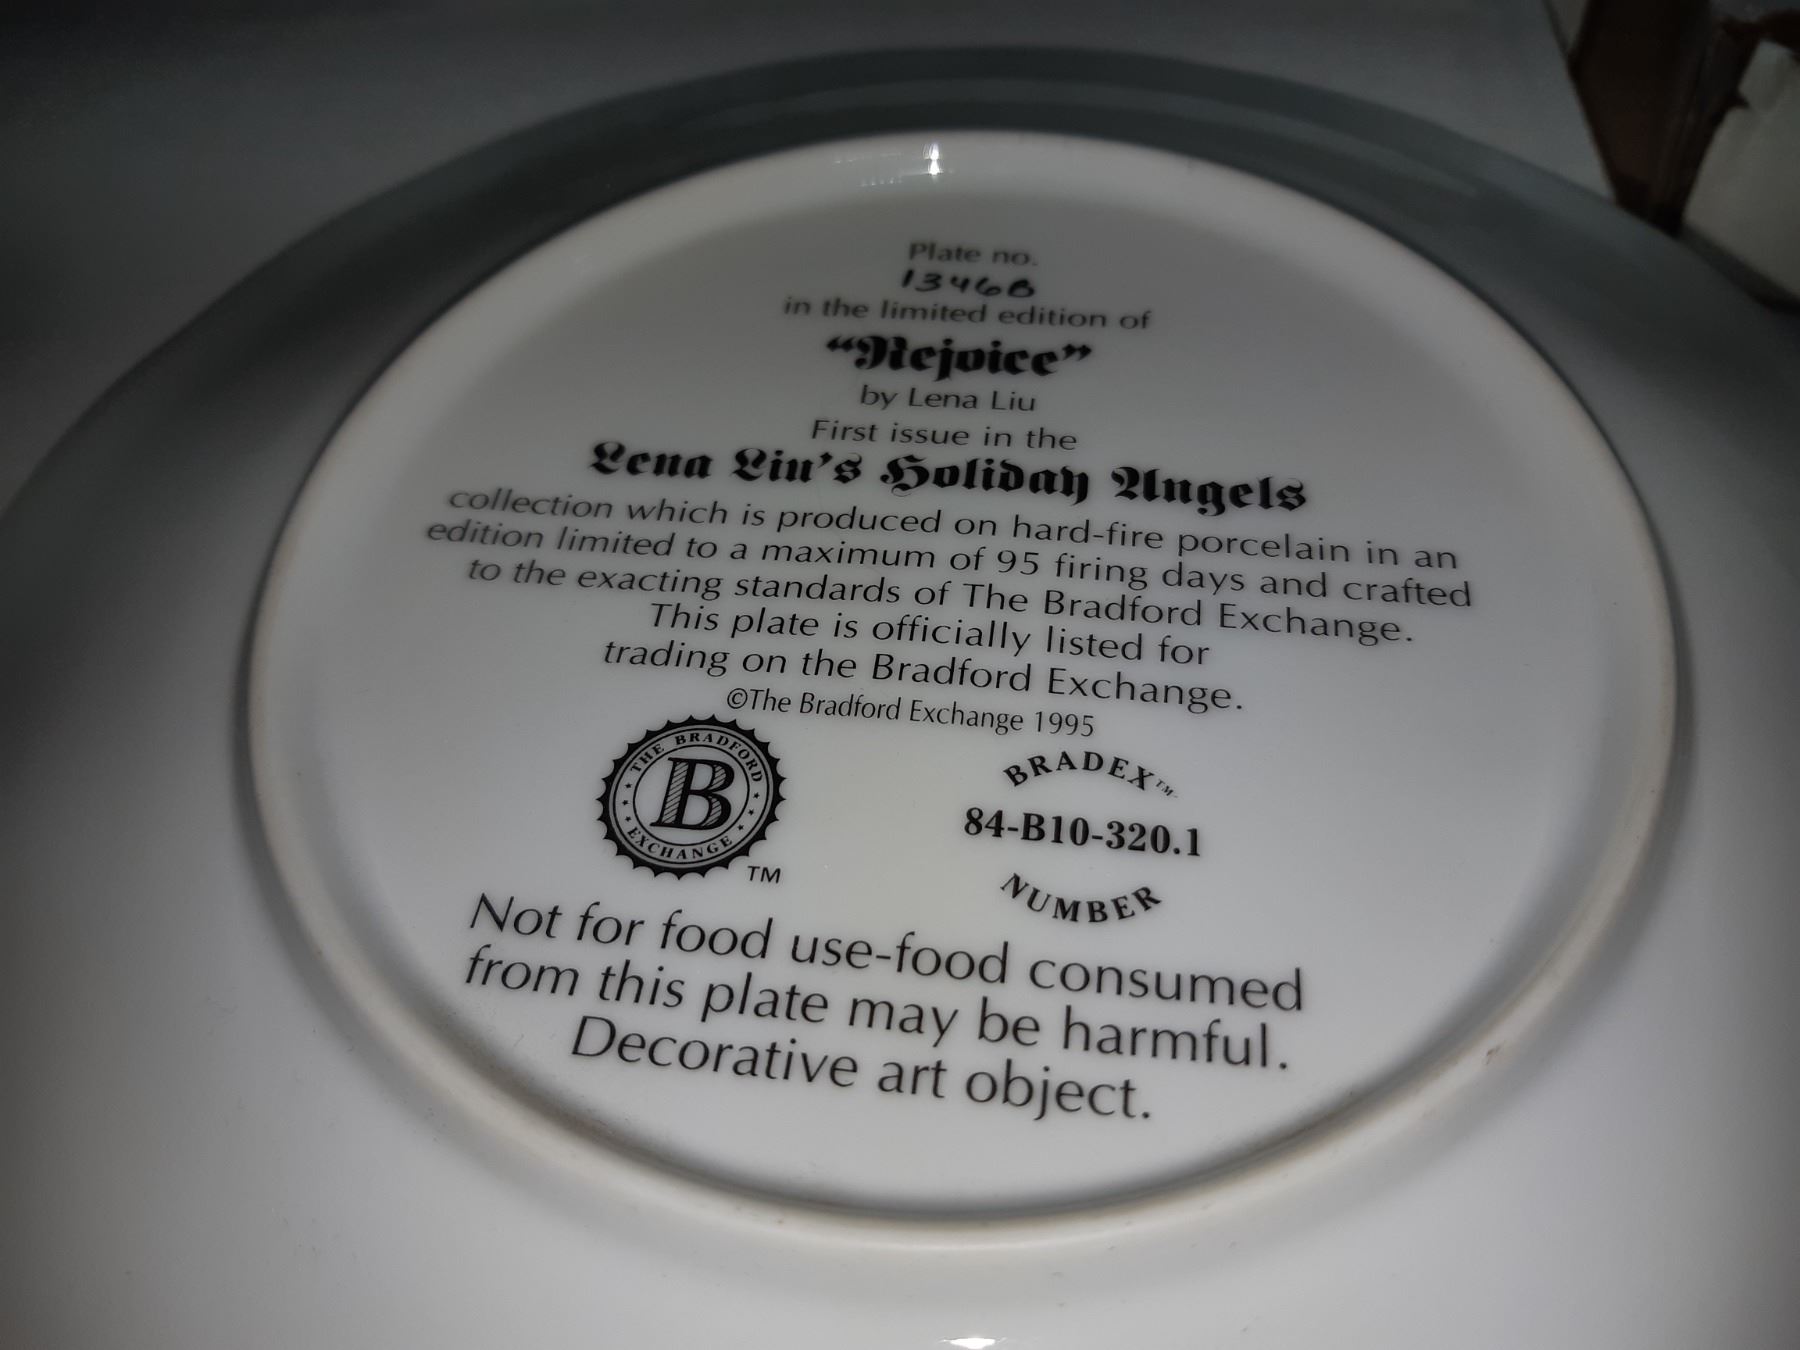 Plate no.
1346B
in the limited edition of
“Rejoice”
by Lena Liu
First issue in the
Lena Liu’s Holiday Angels
collection which is produced on hard-fire porcelain in an
edition limited to a maximum of 95 firing days and crafted
to the exacting standards of The Bradford Exchange.
This plate is officially listed for
trading on the Bradford Exchange.
©The Bradford Exchange 1995
THE BRADFORD
B
EXCHANGE
TM
BRADEX™
84-B10-320.1
NUMBER
Not for food use-food consumed
from this plate may be harmful.
Decorative art object.